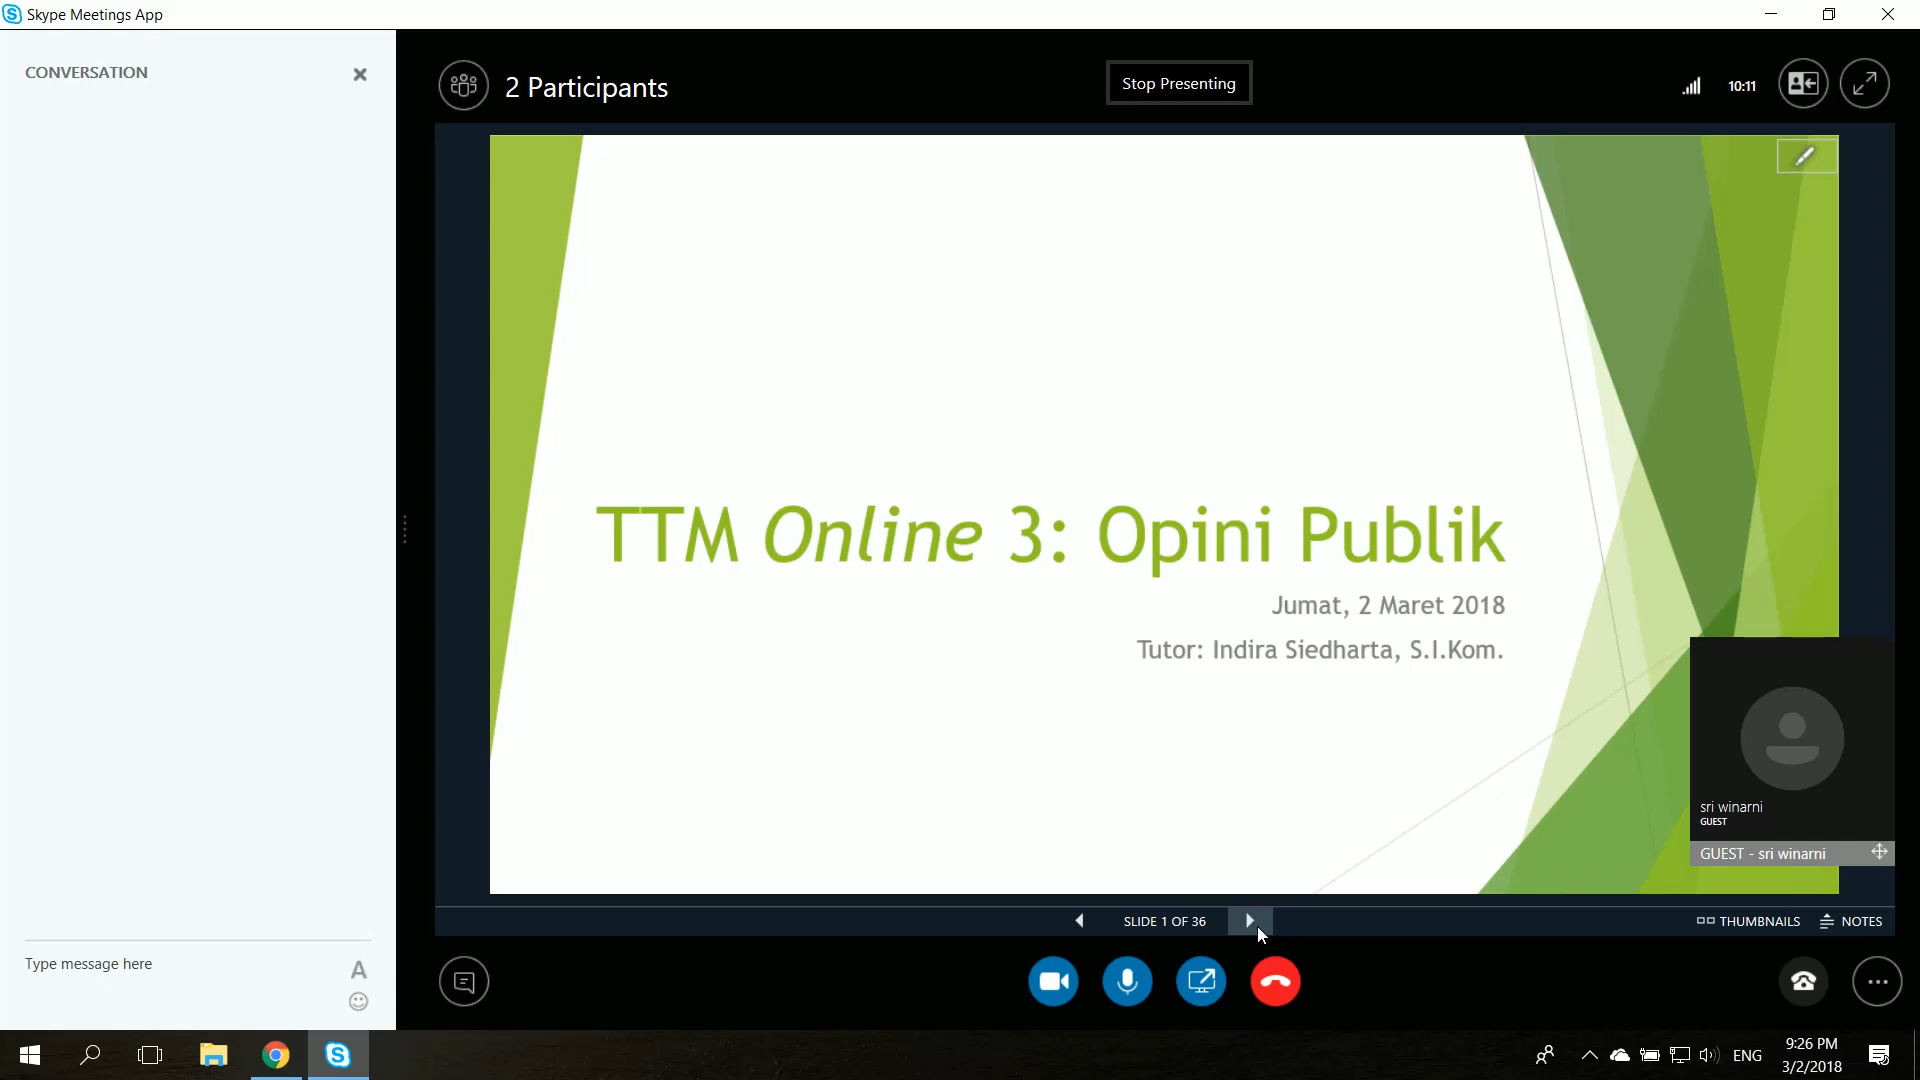 Skype Meetings App
CONVERSATION
2 Participants
Stop Presenting
10:11
TTM Online 3: Opini Publik
Jumat, 2 Maret 2018
Tutor: Indira Siedharta, S.I.Kom.
sri winarni
GUEST
GUEST - sri winarni
SLIDE 1 OF 36
THUMBNAILS
NOTES
Type message here
A
ENG
9:26 PM
3/2/2018